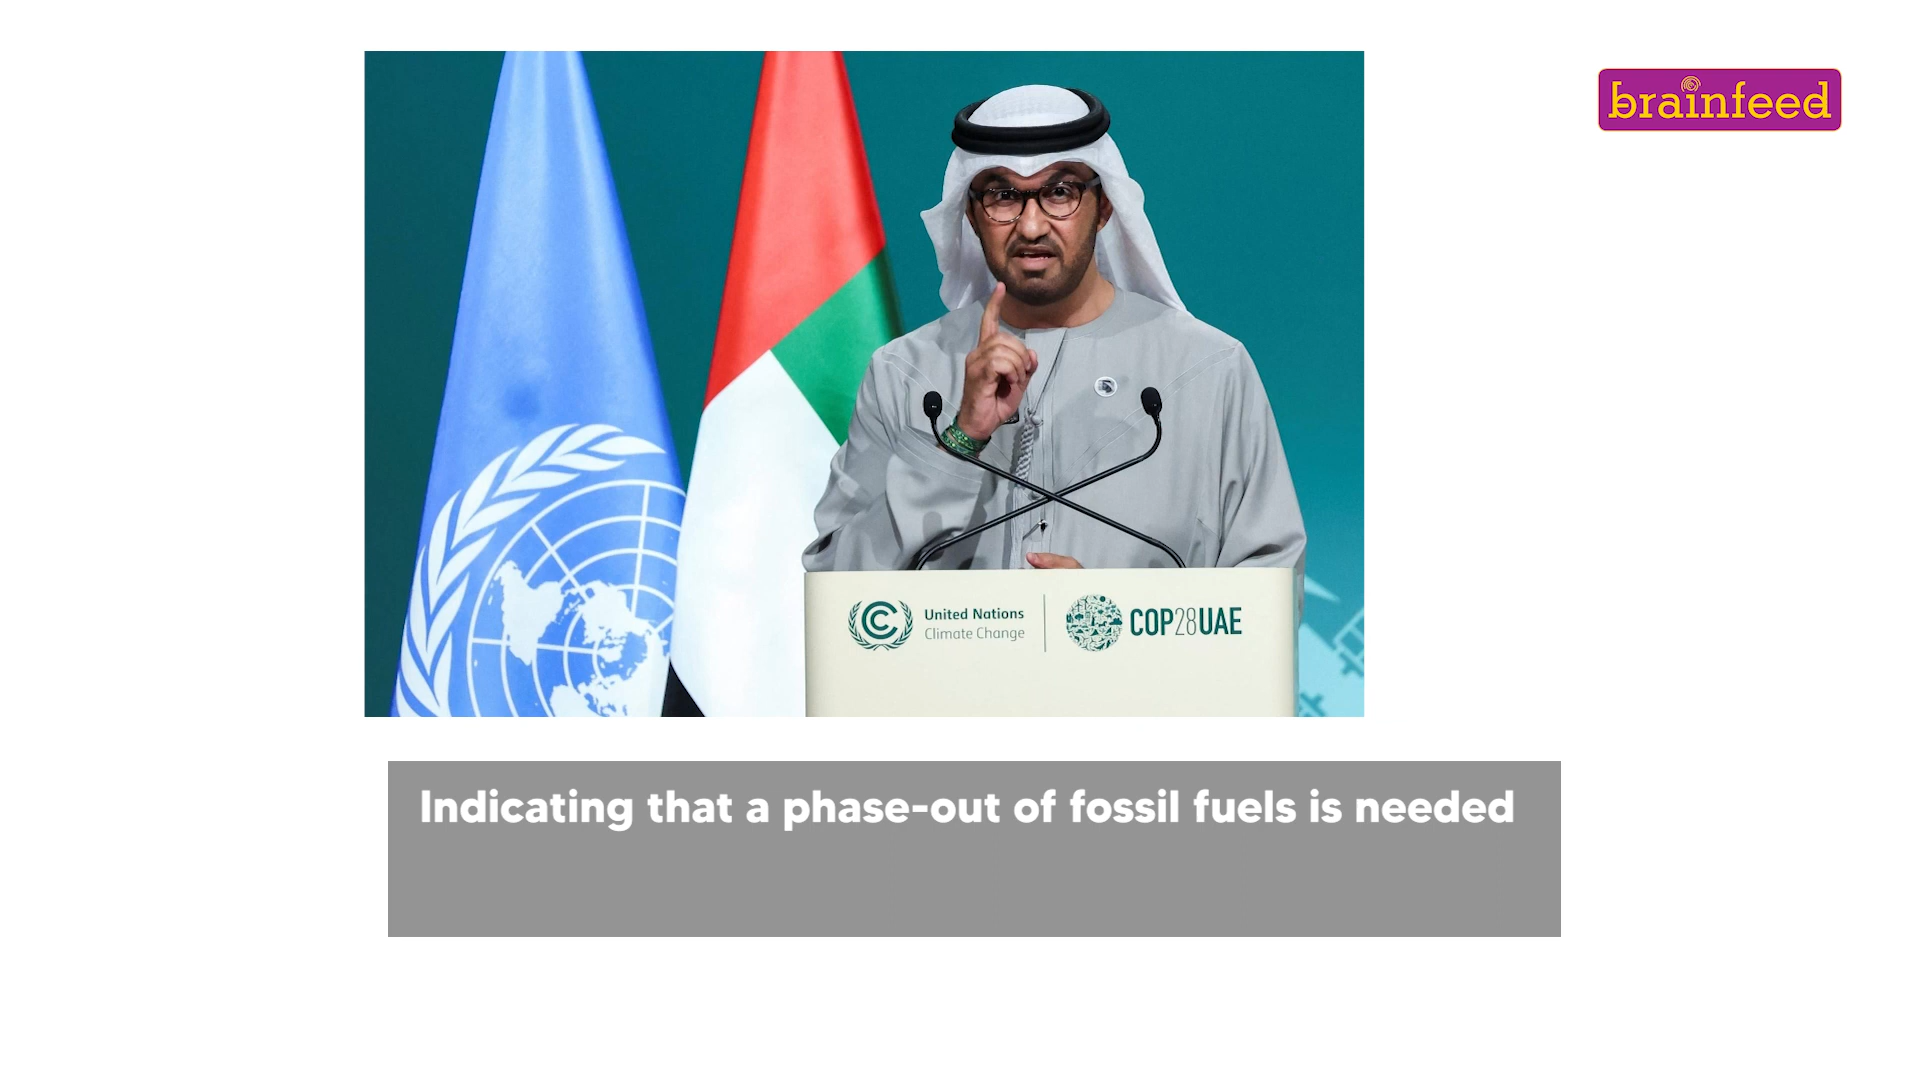 brainfeed
United Nations
Climate Change
COP28UAE
Indicating that a phase-out of fossil fuels is needed